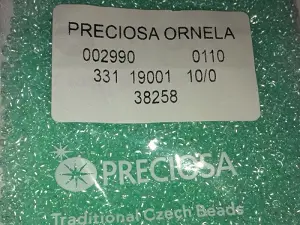 PRECIOSA ORNELA
002990 0110
331 19001 10/0
38258
PRECIOSA
Traditional Czech Beads